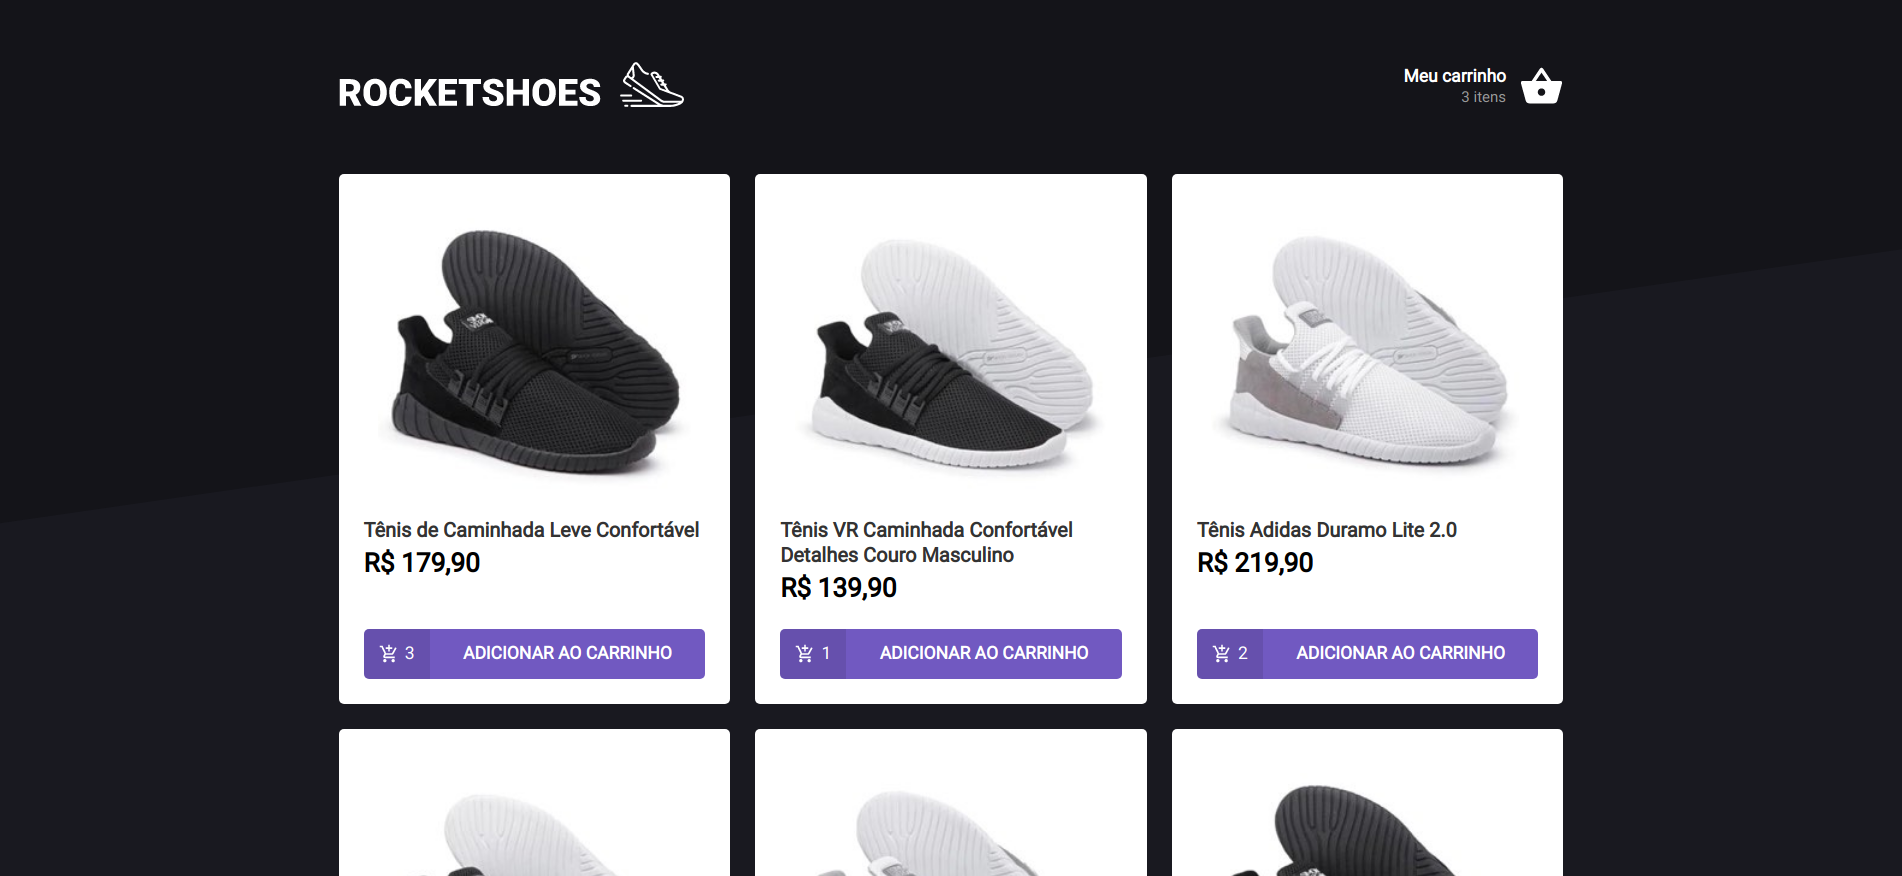 ROCKETSHOES
Meu carrinho
3 itens
Tênis de Caminhada Leve Confortável
R$ 179,90
3 ADICIONAR AO CARRINHO
Tênis VR Caminhada Confortável
Detalhes Couro Masculino
R$ 139,90
1 ADICIONAR AO CARRINHO
Tênis Adidas Duramo Lite 2.0
R$ 219,90
2 ADICIONAR AO CARRINHO